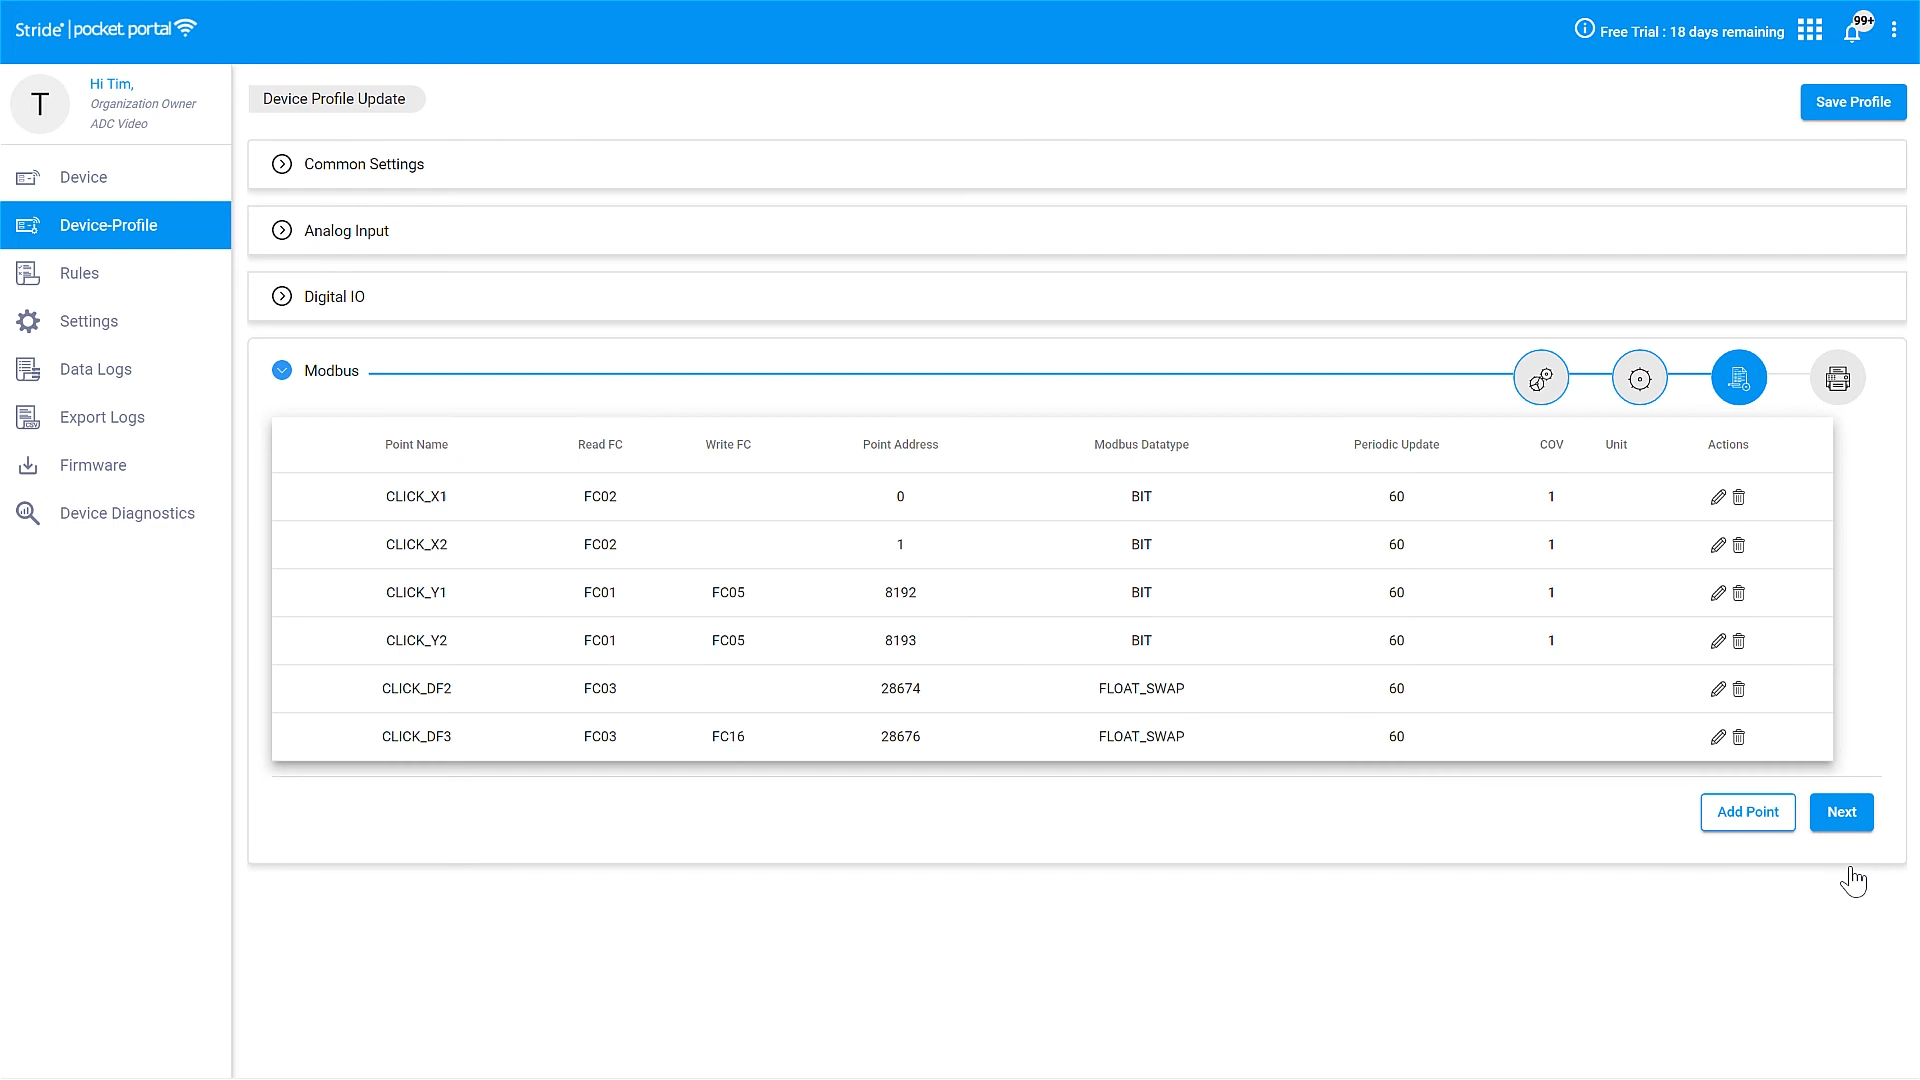 Stride | pocket portal
Free Trial : 18 days remaining
99+
T
Hi Tim,
Organization Owner
ADC Video
Device Profile Update
Save Profile
Device
Device-Profile
Rules
Settings
Data Logs
Export Logs
Firmware
Device Diagnostics
Common Settings
Analog Input
Digital IO
Modbus
Point Name Read FC Write FC Point Address Modbus Datatype Periodic Update COV Unit Actions
CLICK_X1 FC02 0 BIT 60 1
CLICK_X2 FC02 1 BIT 60 1
CLICK_Y1 FC01 FC05 8192 BIT 60 1
CLICK_Y2 FC01 FC05 8193 BIT 60 1
CLICK_DF2 FC03 28674 FLOAT_SWAP 60
CLICK_DF3 FC03 FC16 28676 FLOAT_SWAP 60
Add Point Next